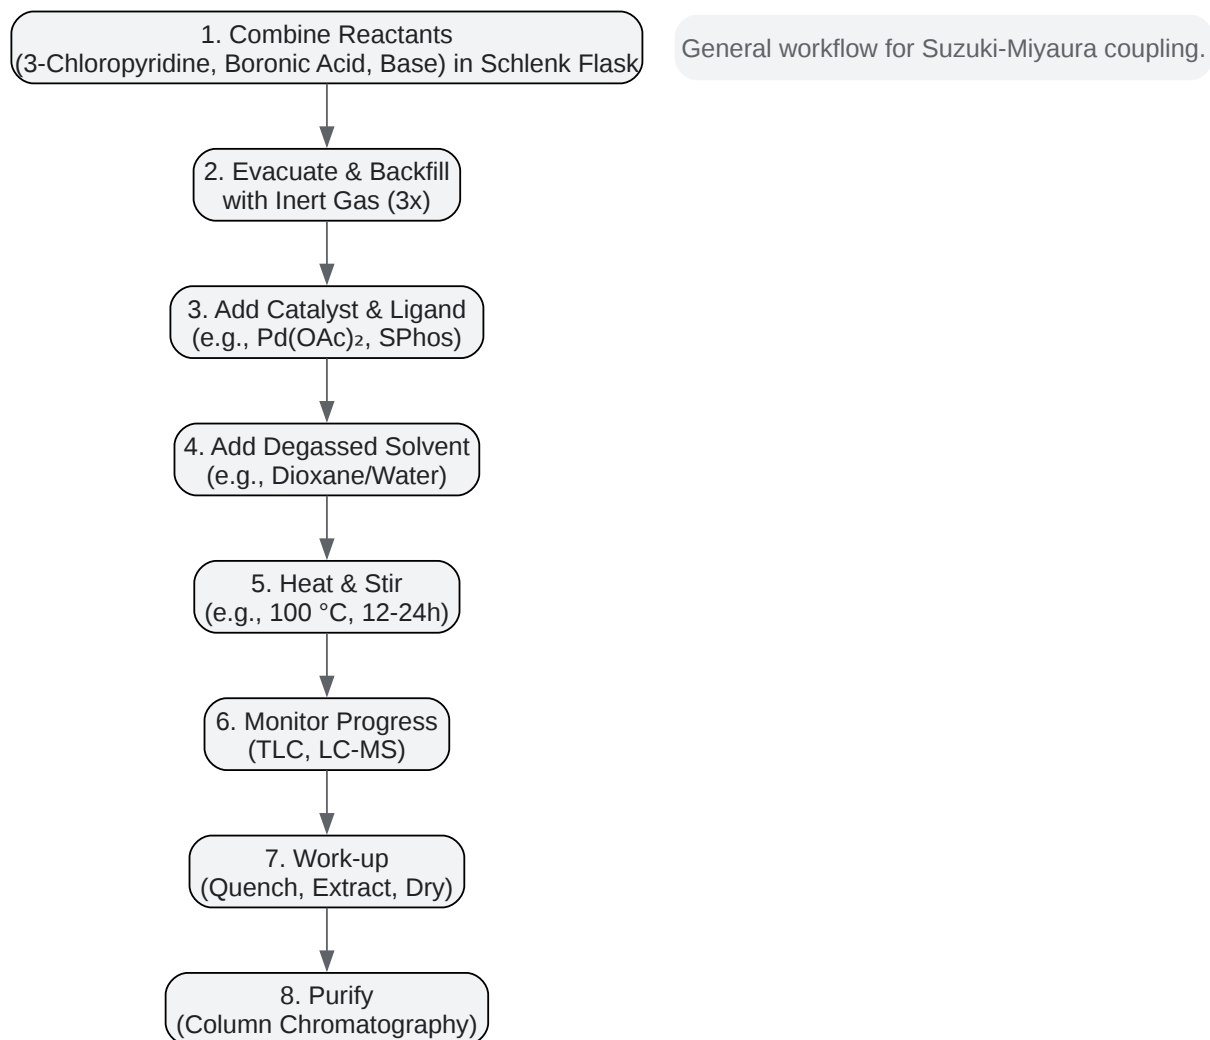 1. Combine Reactants
(3-Chloropyridine, Boronic Acid, Base) in Schlenk Flask
General workflow for Suzuki-Miyaura coupling.
2. Evacuate & Backfill
with Inert Gas (3x)
3. Add Catalyst & Ligand
(e.g., Pd(OAc)₂, SPhos)
4. Add Degassed Solvent
(e.g., Dioxane/Water)
5. Heat & Stir
(e.g., 100 °C, 12-24h)
6. Monitor Progress
(TLC, LC-MS)
7. Work-up
(Quench, Extract, Dry)
8. Purify
(Column Chromatography)